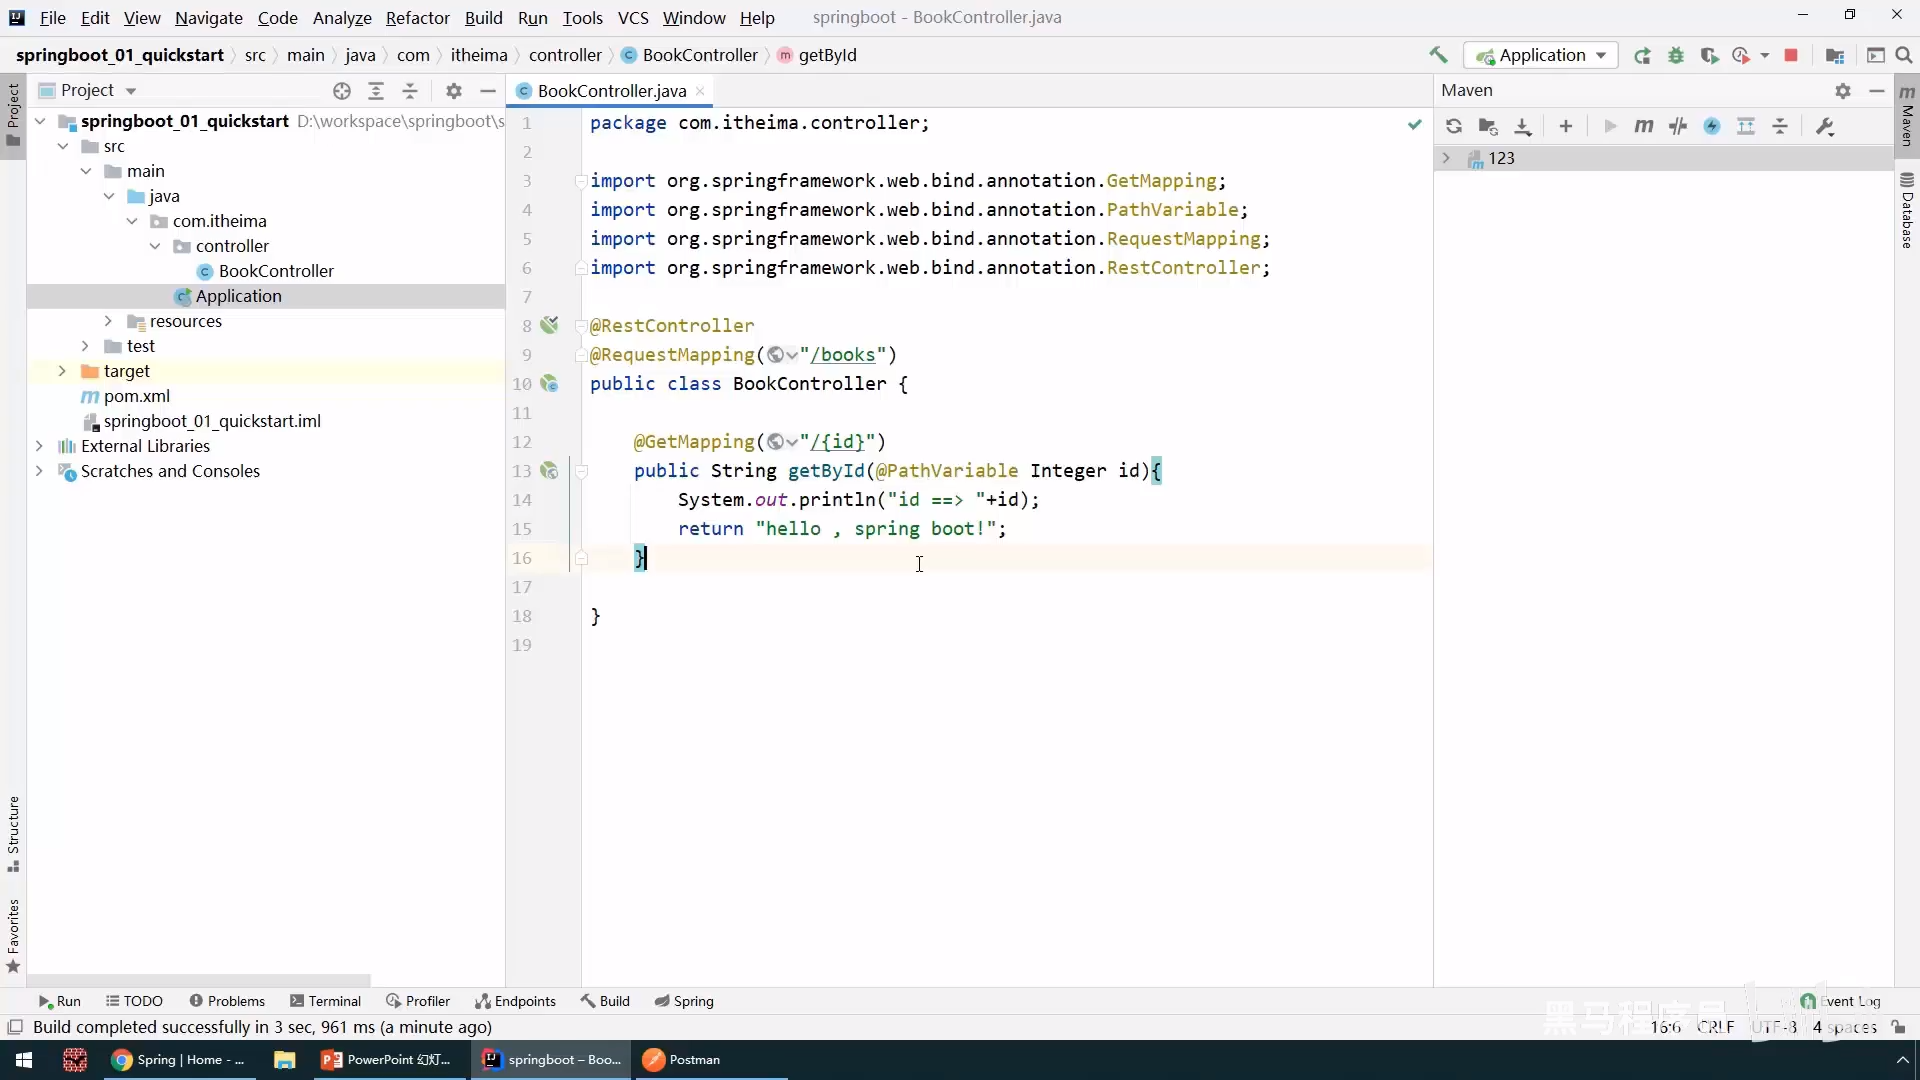 File Edit View Navigate Code Analyze Refactor Build Run Tools VCS Window Help springboot - BookController.java
springboot_01_quickstart src main java com itheima controller BookController getById Application
Project
BookController.java
Maven
springboot_01_quickstart D:\workspace\springboot\s
src
main
java
com.itheima
controller
BookController
Application
resources
test
target
pom.xml
springboot_01_quickstart.iml
External Libraries
Scratches and Consoles
1 package com.itheima.controller;
2
3 import org.springframework.web.bind.annotation.GetMapping;
4 import org.springframework.web.bind.annotation.PathVariable;
5 import org.springframework.web.bind.annotation.RequestMapping;
6 import org.springframework.web.bind.annotation.RestController;
7
8 @RestController
9 @RequestMapping("/books")
10 public class BookController {
11
12 @GetMapping("/{id}")
13 public String getById(@PathVariable Integer id){
14 System.out.println("id ==> "+id);
15 return "hello , spring boot!";
16 }
17
18 }
19
123
Project
Structure
Favorites
Maven
Database
Run TODO Problems Terminal Profiler Endpoints Build Spring Event Log
Build completed successfully in 3 sec, 961 ms (a minute ago) 16:6 CRLF UTF-8 4 spaces
黑马程序员
Spring | Home - ... PowerPoint 幻灯... springboot – Boo... Postman